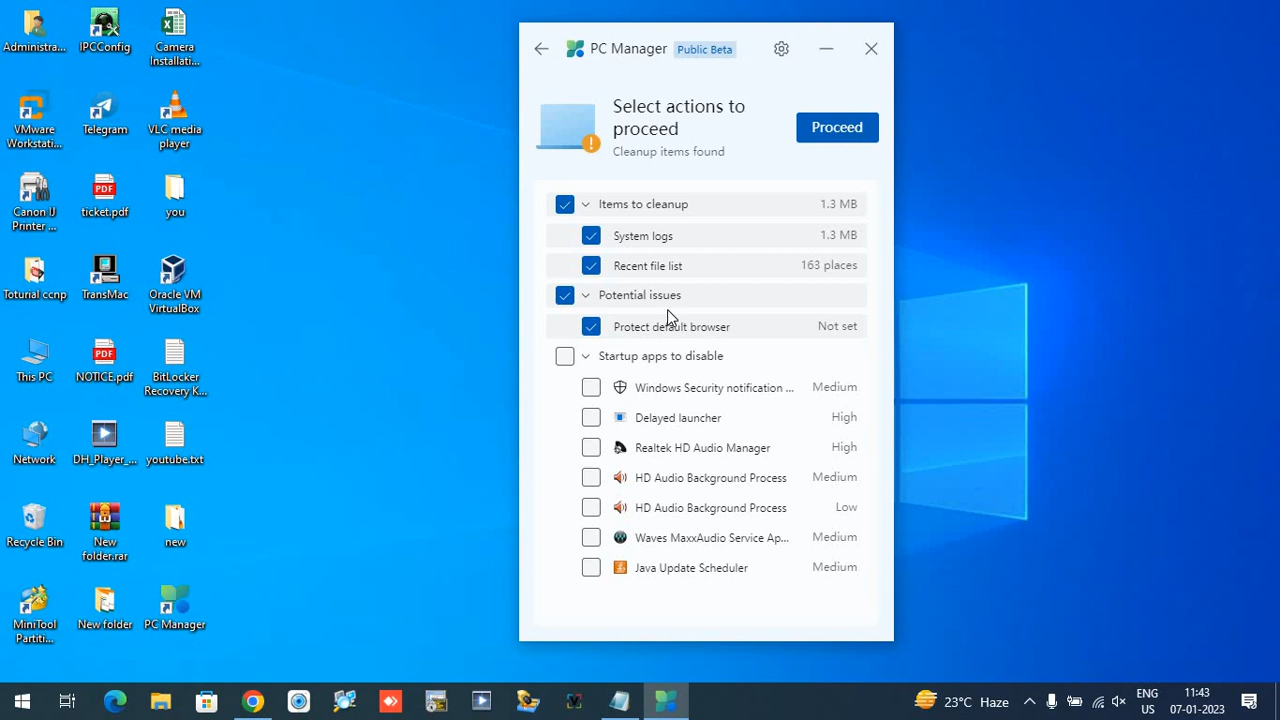 Administra...
IPCConfig
Camera
Installati...
VMware
Workstati...
Telegram
VLC media
player
Canon IJ
Printer ...
ticket.pdf
you
Toturial ccnp
TransMac
Oracle VM
VirtualBox
This PC
NOTICE.pdf
BitLocker
Recovery K...
Network
DH_Player_...
youtube.txt
Recycle Bin
New
folder.rar
new
MiniTool
Partiti...
New folder
PC Manager
PC Manager Public Beta
Select actions to
proceed
Cleanup items found
Proceed
Items to cleanup 1.3 MB
System logs 1.3 MB
Recent file list 163 places
Potential issues
Protect default browser Not set
Startup apps to disable
Windows Security notification ... Medium
Delayed launcher High
Realtek HD Audio Manager High
HD Audio Background Process Medium
HD Audio Background Process Low
Waves MaxxAudio Service Ap... Medium
Java Update Scheduler Medium
23°C Haze
ENG
US
11:43
07-01-2023